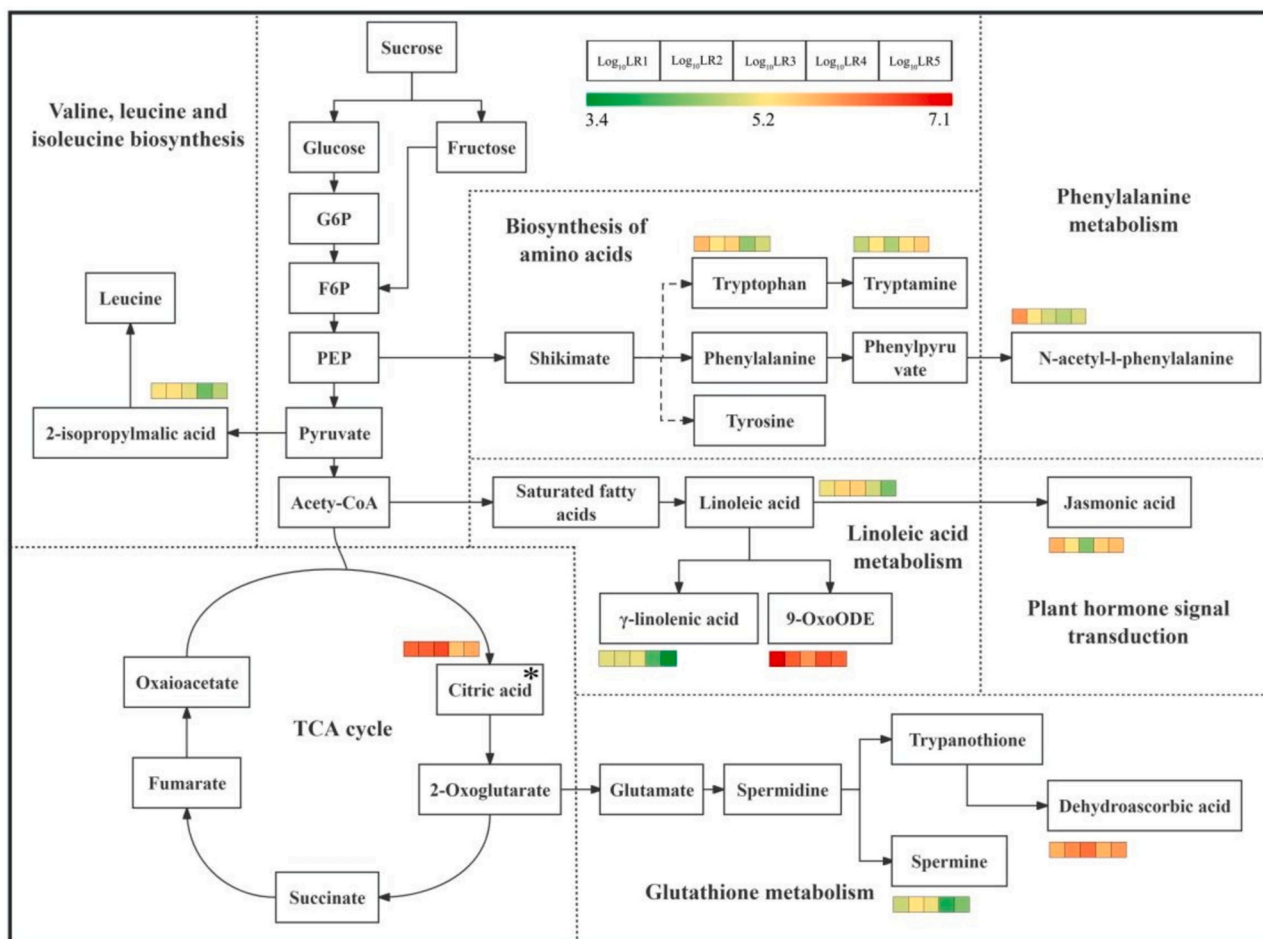 Sucrose
Log10LR1 Log10LR2 Log10LR3 Log10LR4 Log10LR5
3.4 5.2 7.1
Valine, leucine and
isoleucine biosynthesis
Glucose
Fructose
G6P
F6P
PEP
Pyruvate
Acety-CoA
Leucine
2-isopropylmalic acid
Biosynthesis of
amino acids
Tryptophan
Tryptamine
Shikimate
Phenylalanine
Phenylpyru
vate
Tyrosine
Phenylalanine
metabolism
N-acetyl-l-phenylalanine
Saturated fatty
acids
Linoleic acid
Linoleic acid
metabolism
γ-linolenic acid
9-OxoODE
Jasmonic acid
Plant hormone signal
transduction
TCA cycle
Citric acid*
Oxaioacetate
Fumarate
Succinate
2-Oxoglutarate
Glutamate
Spermidine
Trypanothione
Dehydroascorbic acid
Spermine
Glutathione metabolism